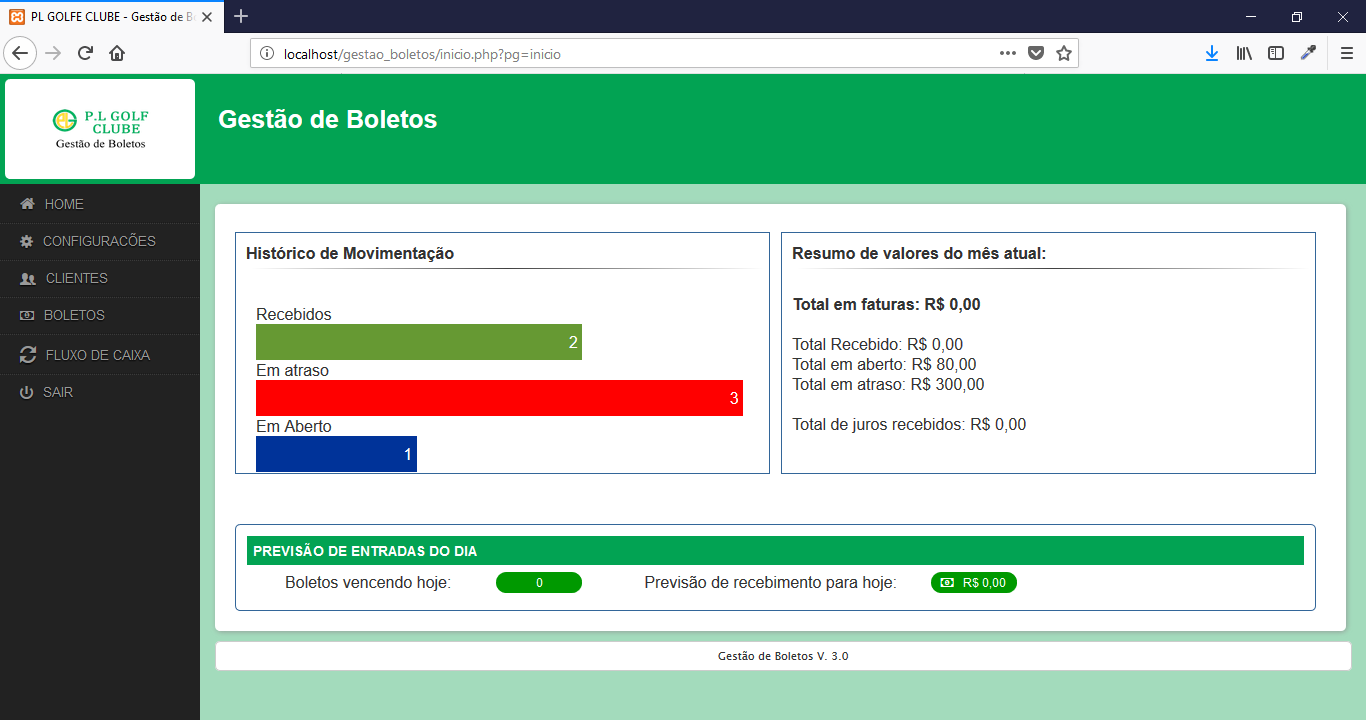 PL GOLFE CLUBE - Gestão de B
localhost/gestao_boletos/inicio.php?pg=inicio
P.L GOLF
CLUBE
Gestão de Boletos
Gestão de Boletos
HOME
CONFIGURACÕES
CLIENTES
BOLETOS
FLUXO DE CAIXA
SAIR
Histórico de Movimentação
Recebidos
2
Em atraso
3
Em Aberto
1
Resumo de valores do mês atual:
Total em faturas: R$ 0,00
Total Recebido: R$ 0,00
Total em aberto: R$ 80,00
Total em atraso: R$ 300,00
Total de juros recebidos: R$ 0,00
PREVISÃO DE ENTRADAS DO DIA
Boletos vencendo hoje: 0 Previsão de recebimento para hoje: R$ 0,00
Gestão de Boletos V. 3.0